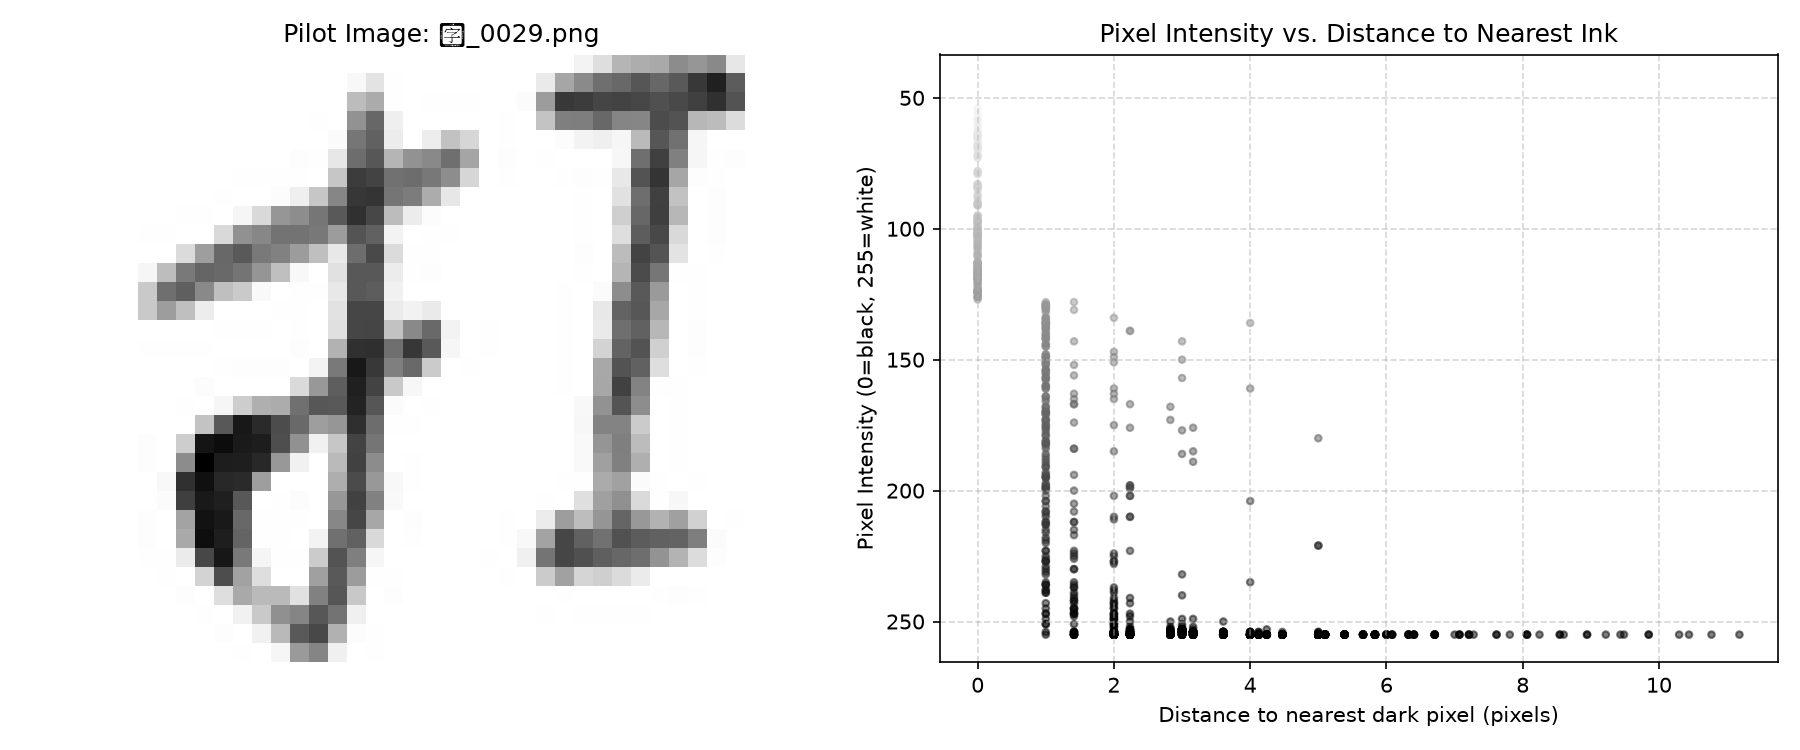 Pilot Image: _0029.png
扛
Pixel Intensity vs. Distance to Nearest Ink
Pixel Intensity (0=black, 255=white)
50
100
150
200
250
0 2 4 6 8 10
Distance to nearest dark pixel (pixels)